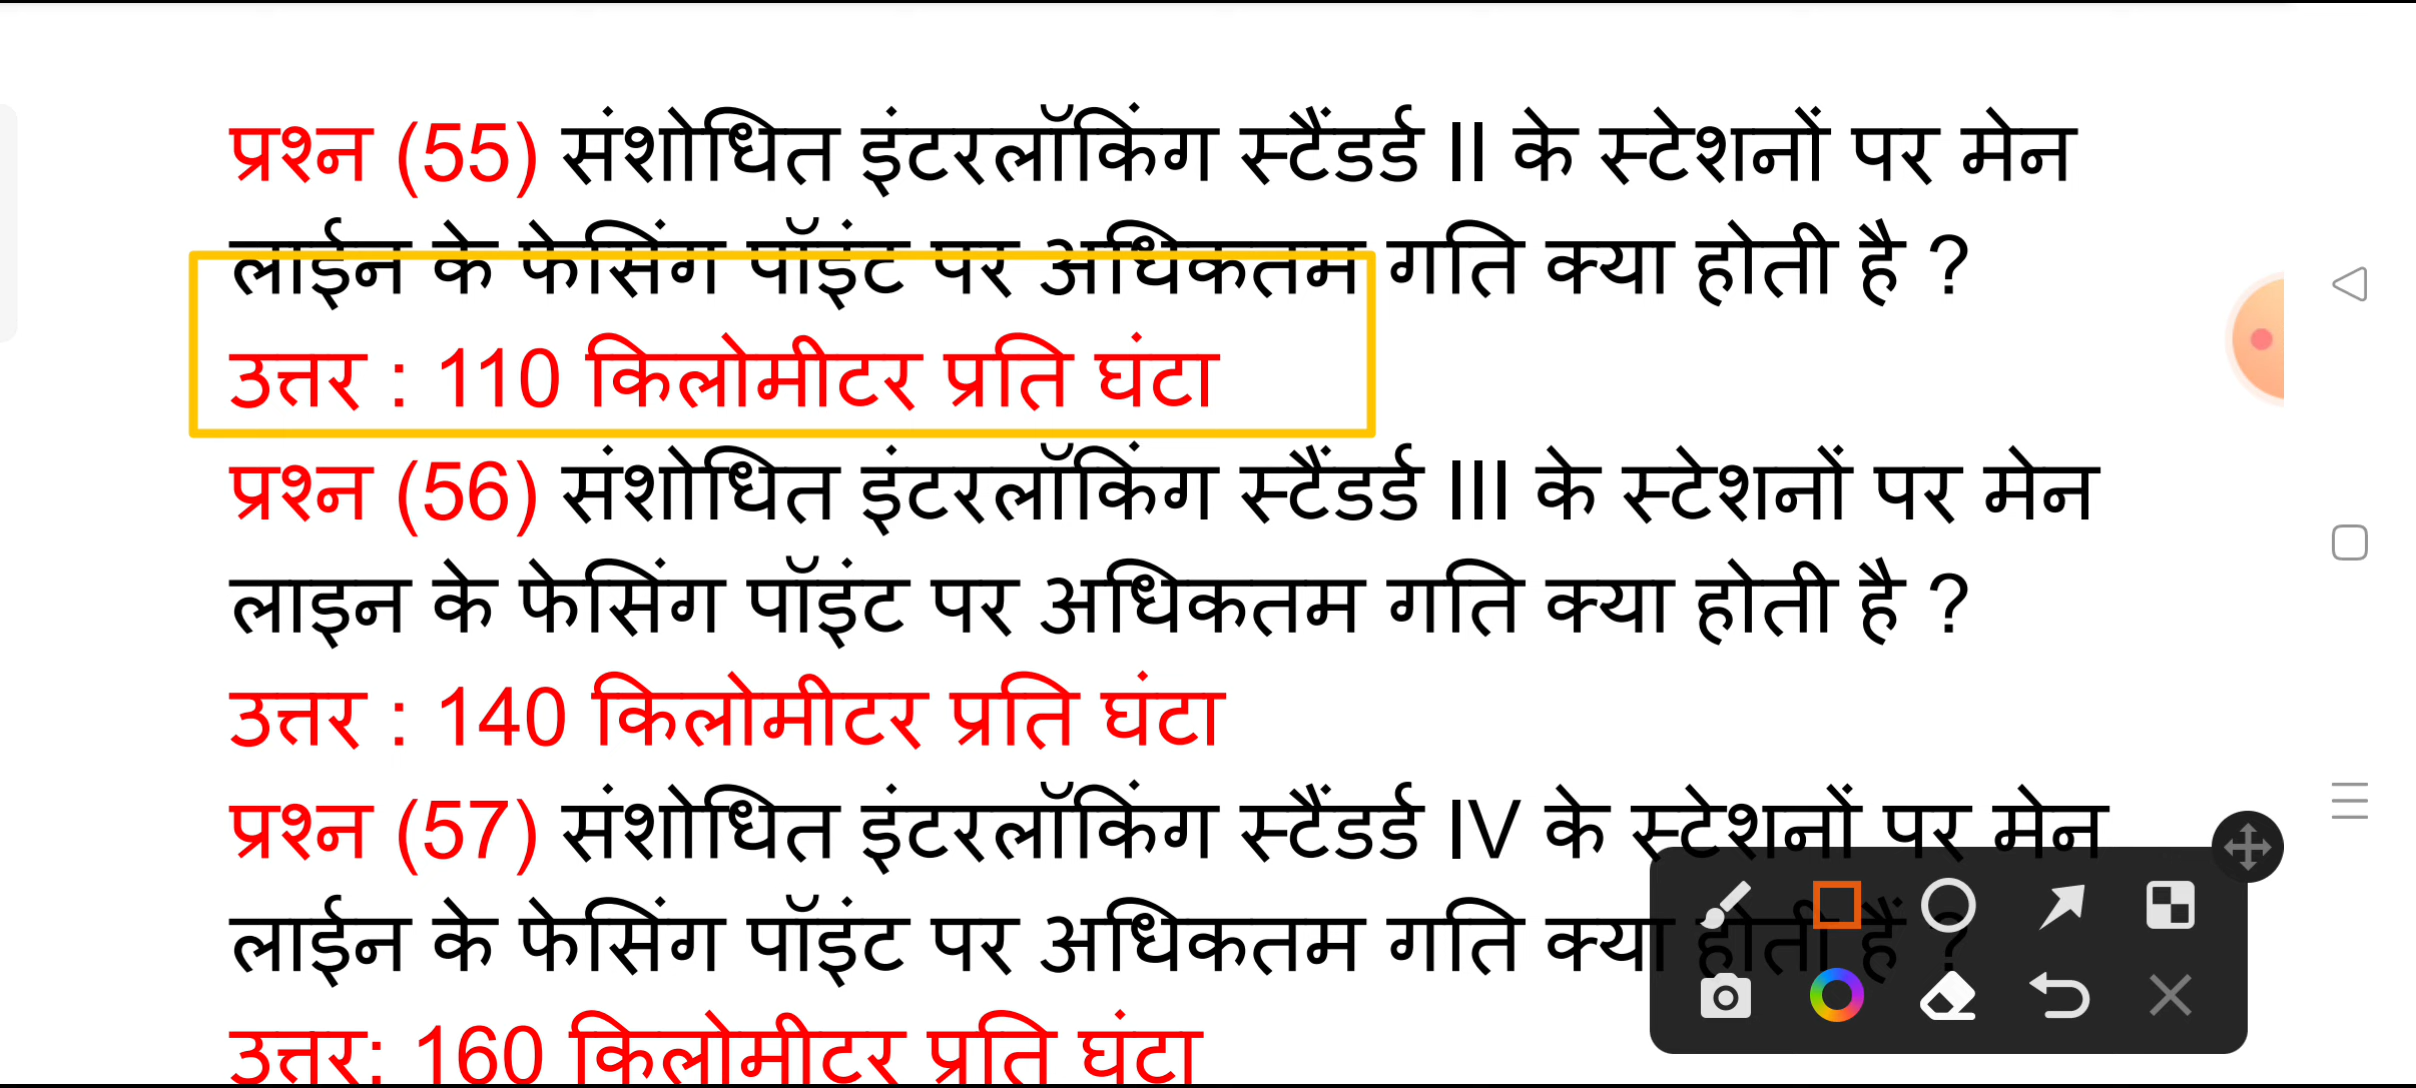 प्रश्न (55) संशोधित इंटरलॉकिंग स्टैंडर्ड II के स्टेशनों पर मेन
लाईन के फेसिंग पॉइंट पर अधिकतम गति क्या होती है ?
उत्तर : 110 किलोमीटर प्रति घंटा
प्रश्न (56) संशोधित इंटरलॉकिंग स्टैंडर्ड III के स्टेशनों पर मेन
लाइन के फेसिंग पॉइंट पर अधिकतम गति क्या होती है ?
उत्तर : 140 किलोमीटर प्रति घंटा
प्रश्न (57) संशोधित इंटरलॉकिंग स्टैंडर्ड IV के स्टेशनों पर मेन
लाईन के फेसिंग पॉइंट पर अधिकतम गति क्या होती हैं ?
उत्तर: 160 किलोमीटर प्रति घंटा